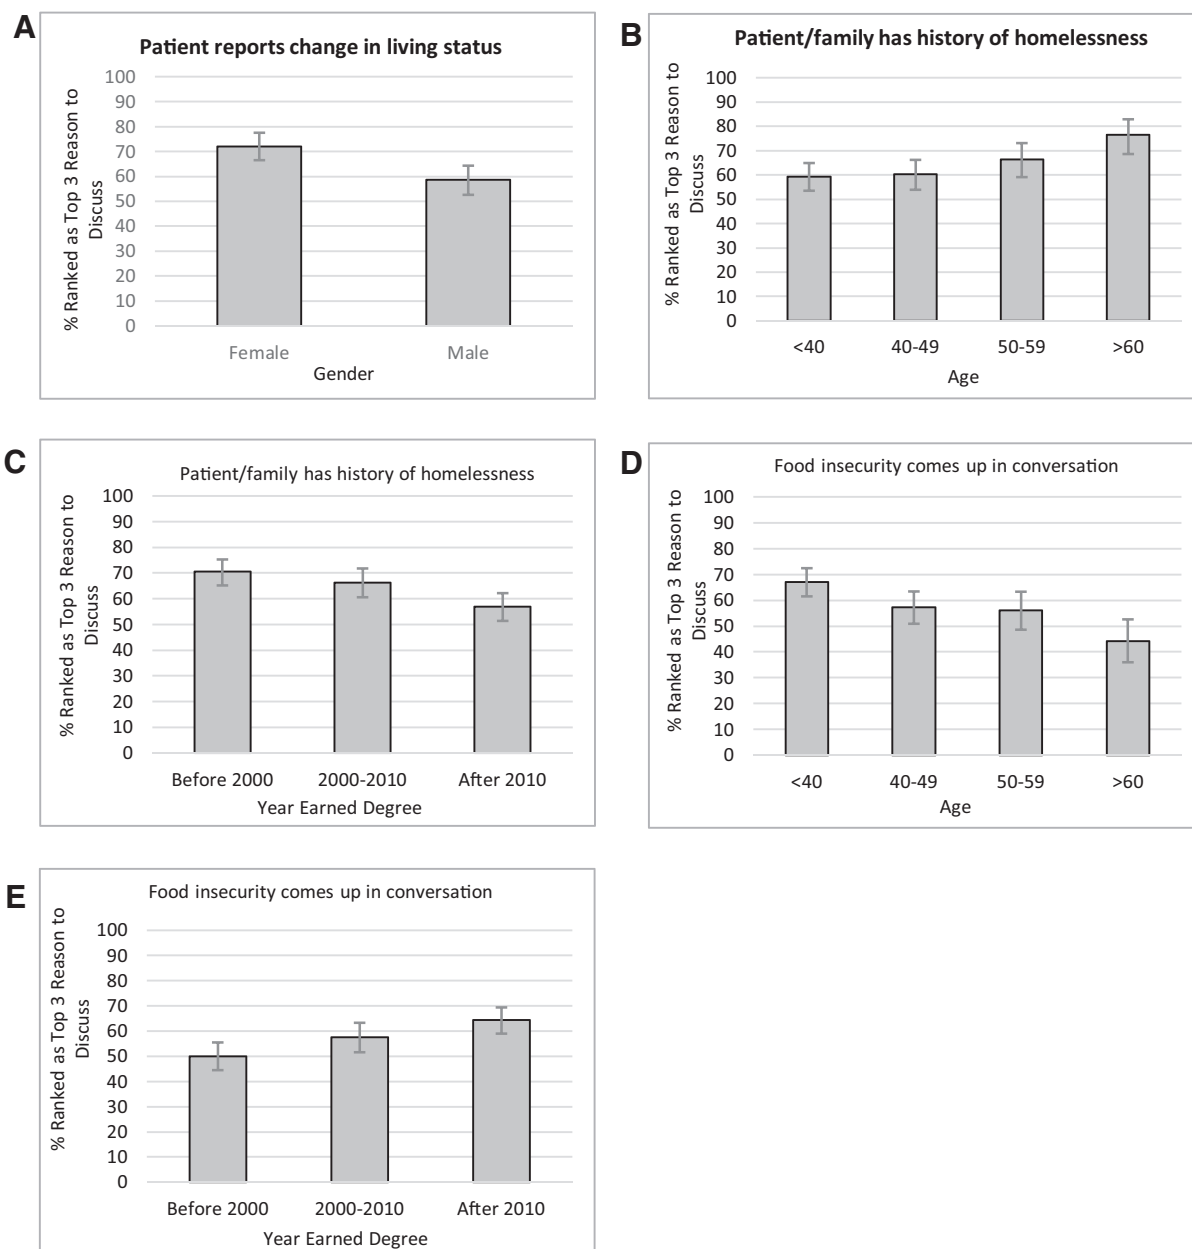 A
Patient reports change in living status
% Ranked as Top 3 Reason to
Discuss
100
90
80
70
60
50
40
30
20
10
0
Female Male
Gender
B
Patient/family has history of homelessness
% Ranked as Top 3 Reason to
Discuss
100
90
80
70
60
50
40
30
20
10
0
<40 40-49 50-59 >60
Age
C
Patient/family has history of homelessness
% Ranked as Top 3 Reason to
Discuss
100
90
80
70
60
50
40
30
20
10
0
Before 2000 2000-2010 After 2010
Year Earned Degree
D
Food insecurity comes up in conversation
% Ranked as Top 3 Reason to
Discuss
100
90
80
70
60
50
40
30
20
10
0
<40 40-49 50-59 >60
Age
E
Food insecurity comes up in conversation
% Ranked as Top 3 Reason to
Discuss
100
90
80
70
60
50
40
30
20
10
0
Before 2000 2000-2010 After 2010
Year Earned Degree